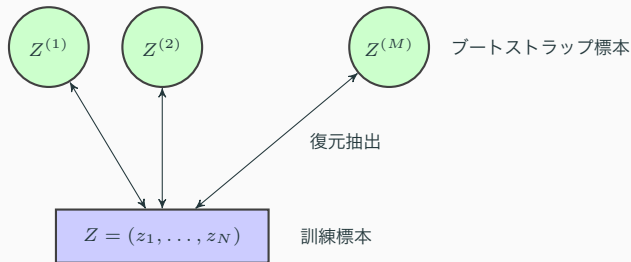 Z^{(1)} Z^{(2)} Z^{(M)} ブートストラップ標本
復元抽出
Z = (z_1, ..., z_N) 訓練標本